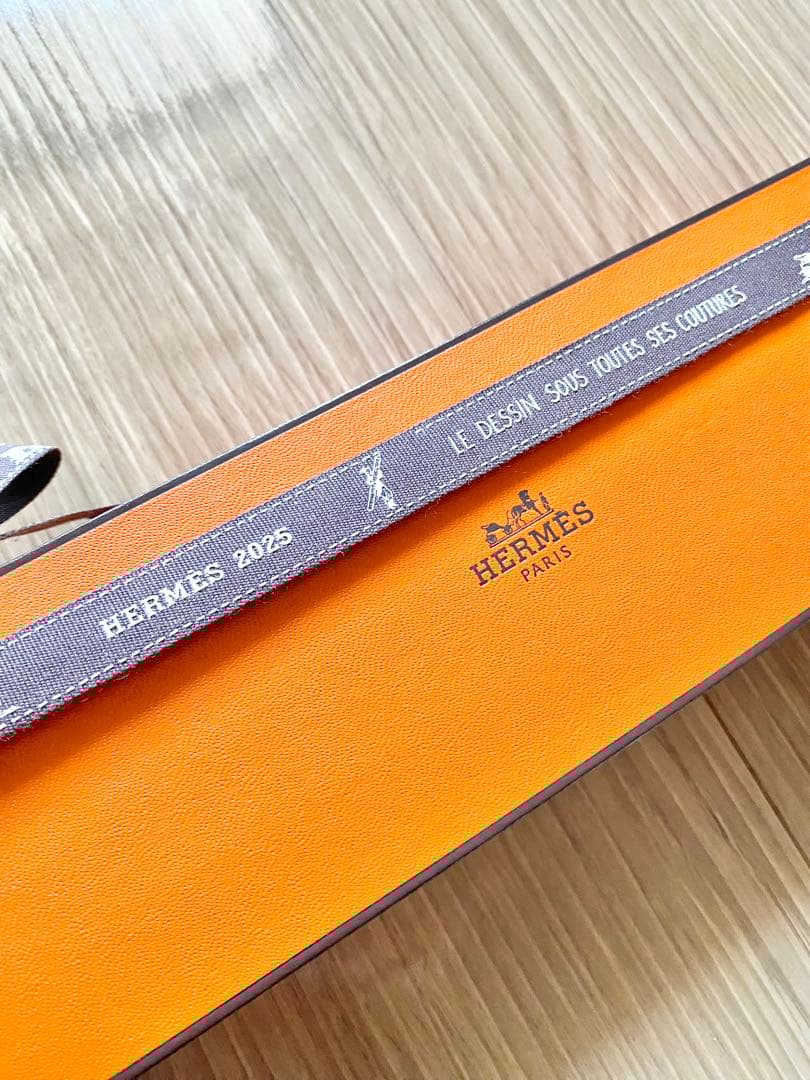 HERMES 2025
LE DESSIN SOUS TOUTES SES COUTURES
HERMÈS
PARIS